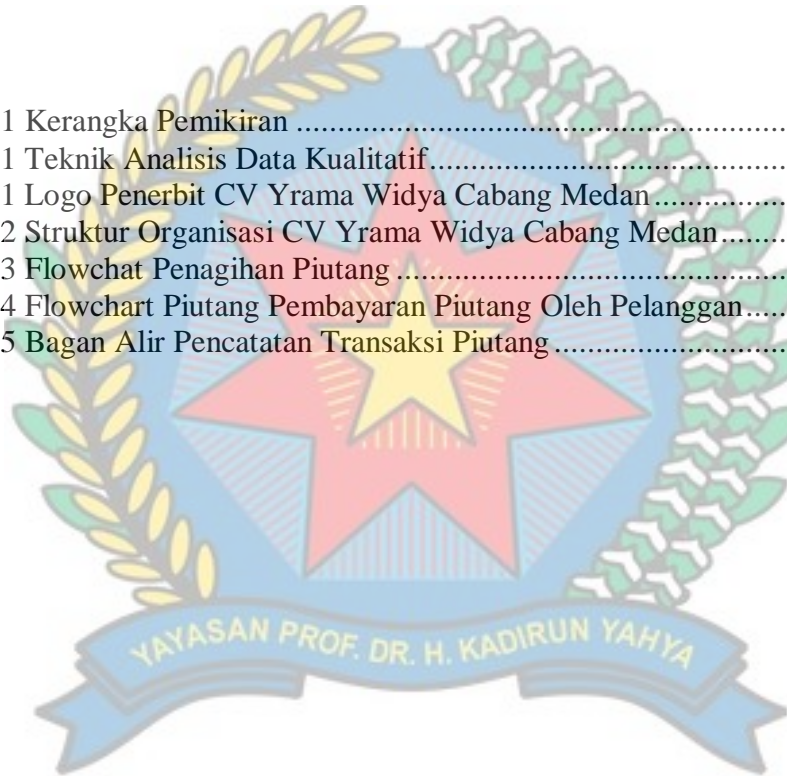 1 Kerangka Pemikiran ............................................................
1 Teknik Analisis Data Kualitatif............................................
1 Logo Penerbit CV Yrama Widya Cabang Medan................
2 Struktur Organisasi CV Yrama Widya Cabang Medan........
3 Flowchat Penagihan Piutang ................................................
4 Flowchart Piutang Pembayaran Piutang Oleh Pelanggan.....
5 Bagan Alir Pencatatan Transaksi Piutang............................
YAYASAN PROF. DR. H. KADIRUN YAHYA